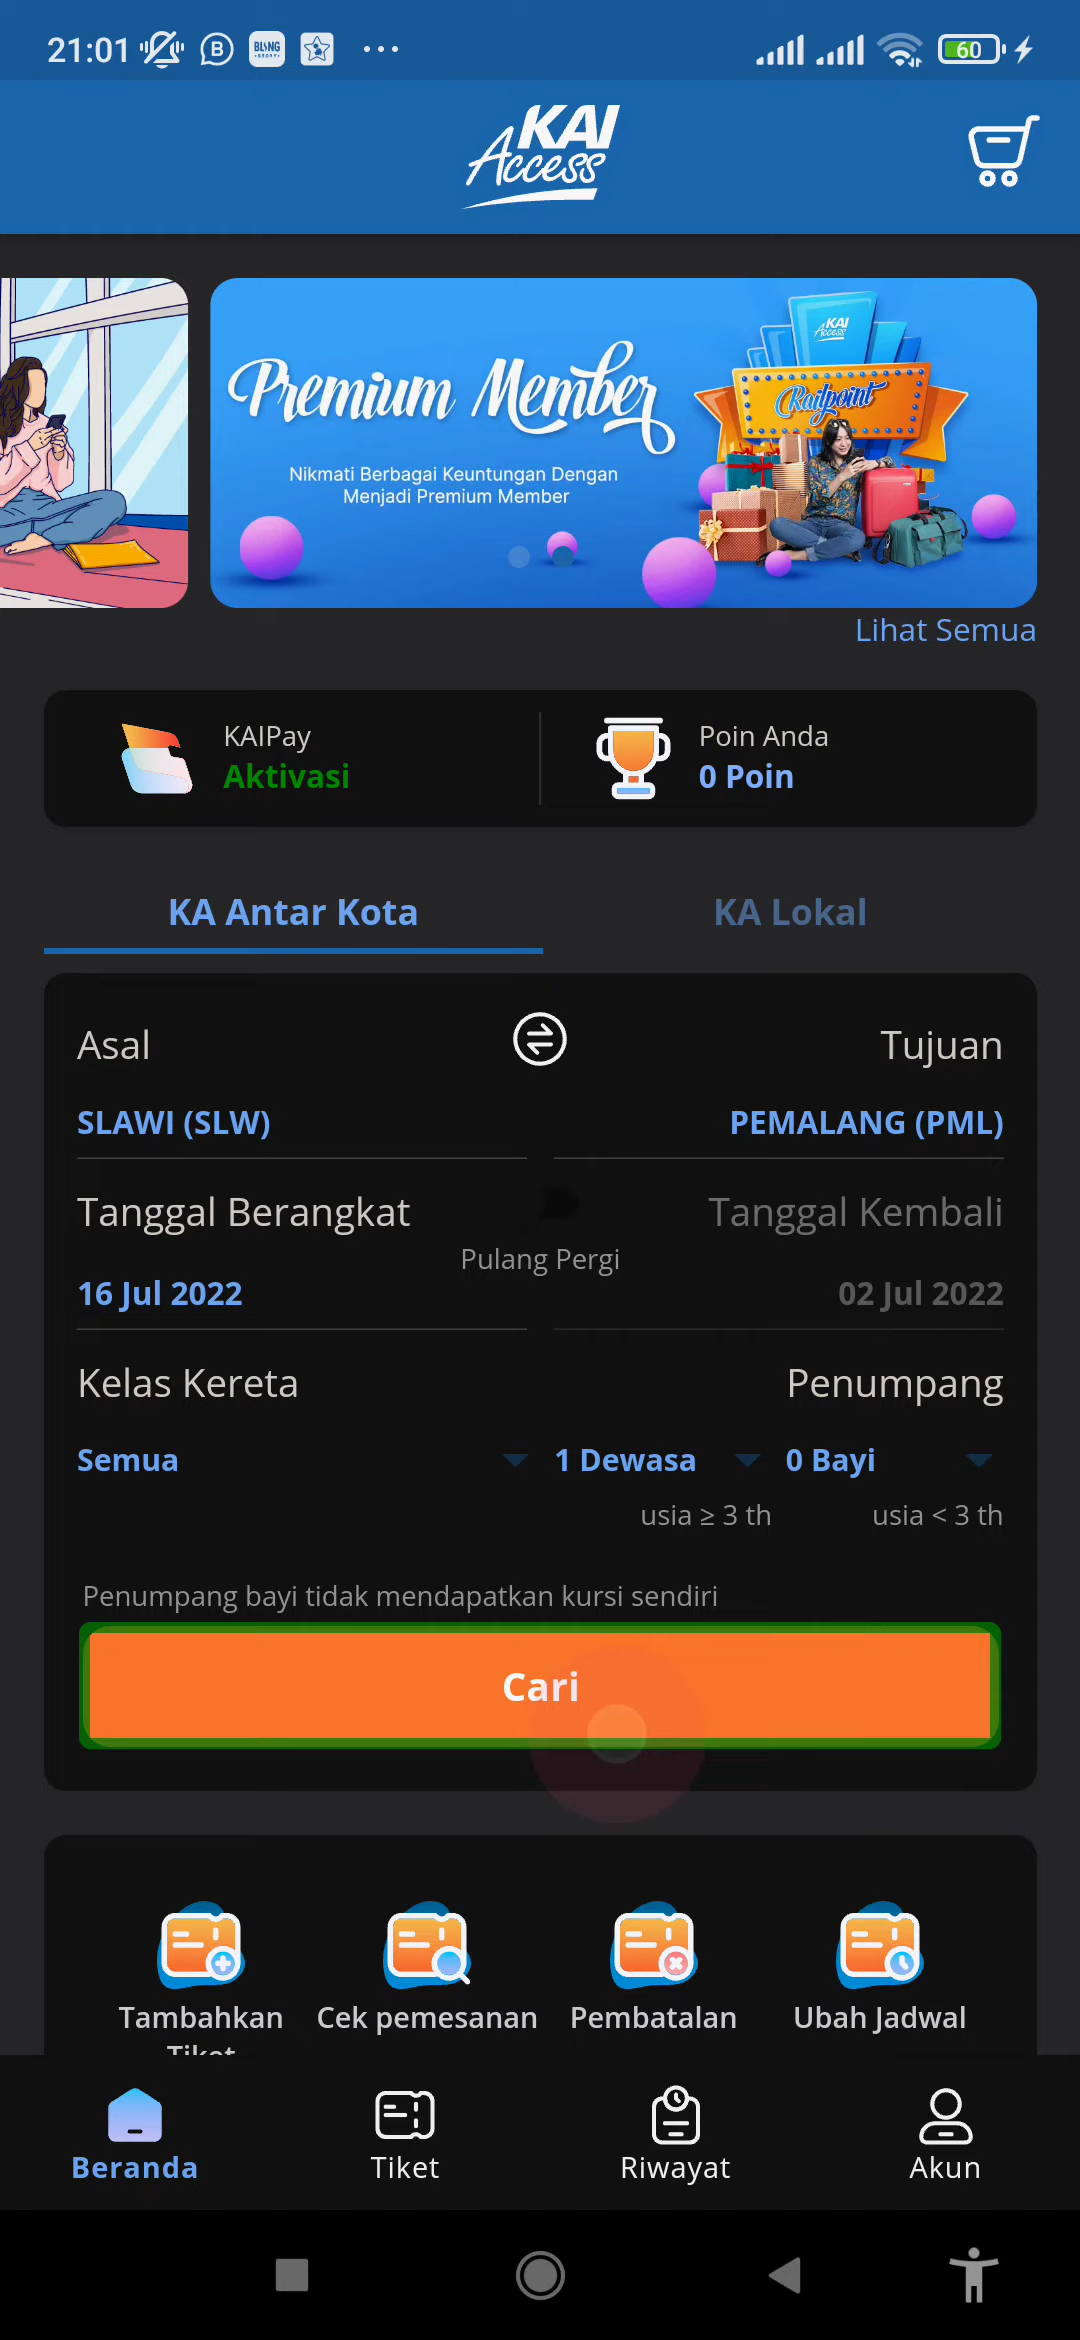 21:01
B
BLiNG
60
KAI
Access
KAI
Access
Railpoint
Premium Member
Nikmati Berbagai Keuntungan Dengan
Menjadi Premium Member
Lihat Semua
KAIPay
Aktivasi
Poin Anda
0 Poin
KA Antar Kota
KA Lokal
Asal
Tujuan
SLAWI (SLW)
PEMALANG (PML)
Tanggal Berangkat
Tanggal Kembali
Pulang Pergi
16 Jul 2022
02 Jul 2022
Kelas Kereta
Penumpang
Semua
1 Dewasa
0 Bayi
usia ≥ 3 th
usia < 3 th
Penumpang bayi tidak mendapatkan kursi sendiri
Cari
Tambahkan
Tiket
Cek pemesanan
Pembatalan
Ubah Jadwal
Beranda
Tiket
Riwayat
Akun